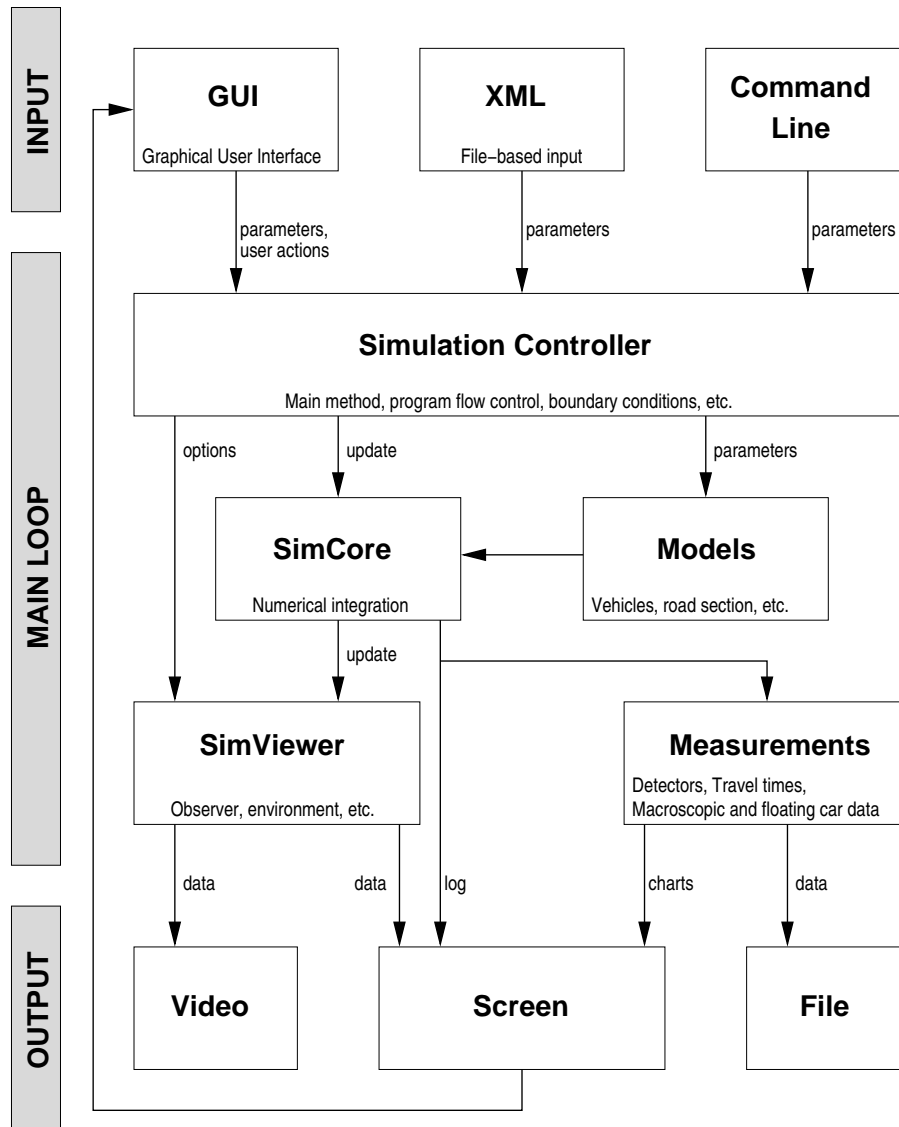 INPUT
GUI
Graphical User Interface
XML
File−based input
Command
Line
parameters,
user actions
parameters
parameters
MAIN LOOP
Simulation Controller
Main method, program flow control, boundary conditions, etc.
options
update
parameters
SimCore
Numerical integration
Models
Vehicles, road section, etc.
update
SimViewer
Observer, environment, etc.
Measurements
Detectors, Travel times,
Macroscopic and floating car data
data
data
log
charts
data
OUTPUT
Video
Screen
File